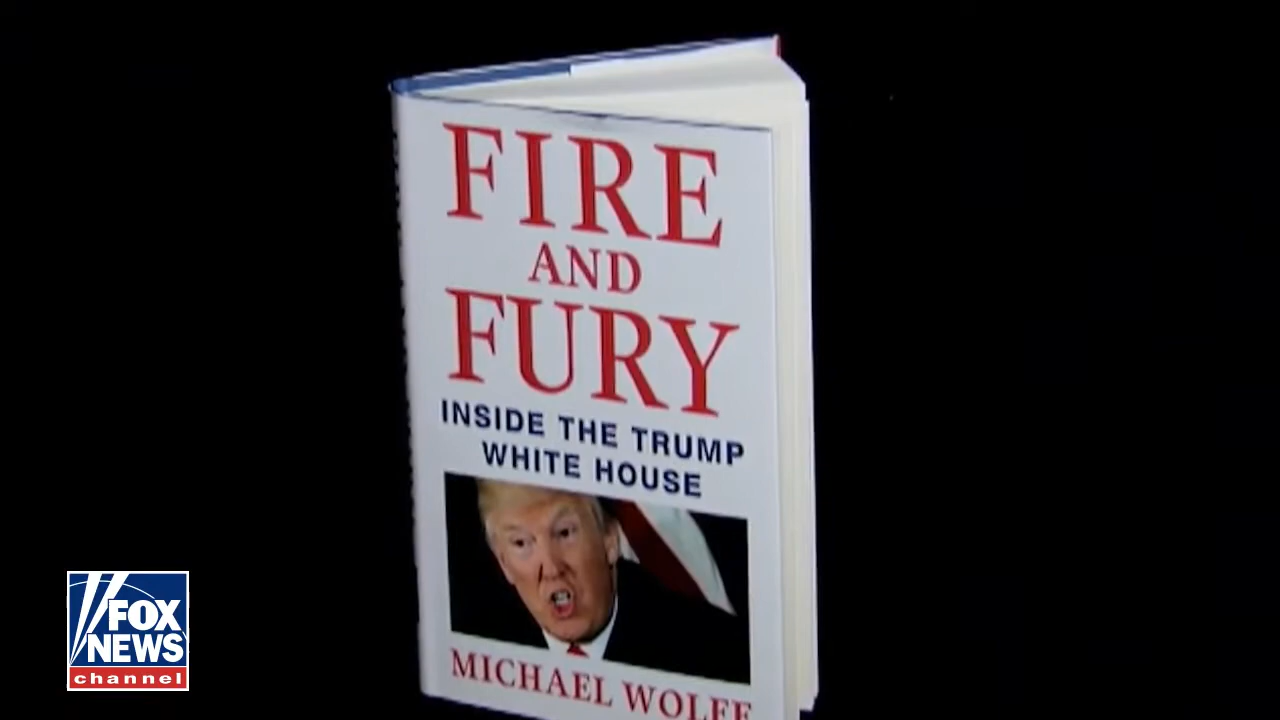 FIRE
AND
FURY
INSIDE THE TRUMP
WHITE HOUSE
MICHAEL WOLFF
FOX
NEWS
channel